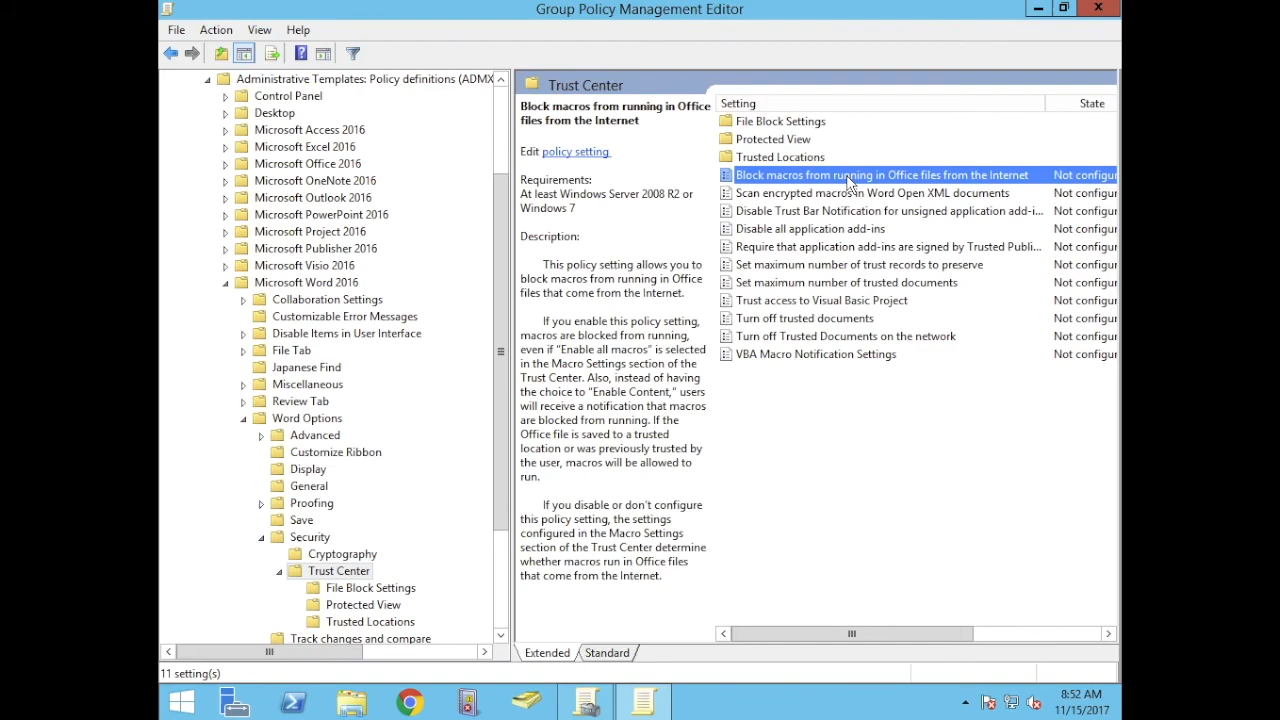 Group Policy Management Editor
File Action View Help
Administrative Templates: Policy definitions (ADMX
Control Panel
Desktop
Microsoft Access 2016
Microsoft Excel 2016
Microsoft Office 2016
Microsoft OneNote 2016
Microsoft Outlook 2016
Microsoft PowerPoint 2016
Microsoft Project 2016
Microsoft Publisher 2016
Microsoft Visio 2016
Microsoft Word 2016
Collaboration Settings
Customizable Error Messages
Disable Items in User Interface
File Tab
Japanese Find
Miscellaneous
Review Tab
Word Options
Advanced
Customize Ribbon
Display
General
Proofing
Save
Security
Cryptography
Trust Center
File Block Settings
Protected View
Trusted Locations
Track changes and compare
Trust Center
Block macros from running in Office
files from the Internet
Edit policy setting
Requirements:
At least Windows Server 2008 R2 or
Windows 7
Description:
This policy setting allows you to
block macros from running in Office
files that come from the Internet.
If you enable this policy setting,
macros are blocked from running,
even if "Enable all macros" is selected
in the Macro Settings section of the
Trust Center. Also, instead of having
the choice to "Enable Content," users
will receive a notification that macros
are blocked from running. If the
Office file is saved to a trusted
location or was previously trusted by
the user, macros will be allowed to
run.
If you disable or don't configure
this policy setting, the settings
configured in the Macro Settings
section of the Trust Center determine
whether macros run in Office files
that come from the Internet.
Setting State
File Block Settings
Protected View
Trusted Locations
Block macros from running in Office files from the Internet Not configur
Scan encrypted macros in Word Open XML documents Not configur
Disable Trust Bar Notification for unsigned application add-i... Not configur
Disable all application add-ins Not configur
Require that application add-ins are signed by Trusted Publi... Not configur
Set maximum number of trust records to preserve Not configur
Set maximum number of trusted documents Not configur
Trust access to Visual Basic Project Not configur
Turn off trusted documents Not configur
Turn off Trusted Documents on the network Not configur
VBA Macro Notification Settings Not configur
Extended Standard
11 setting(s)
8:52 AM
11/15/2017